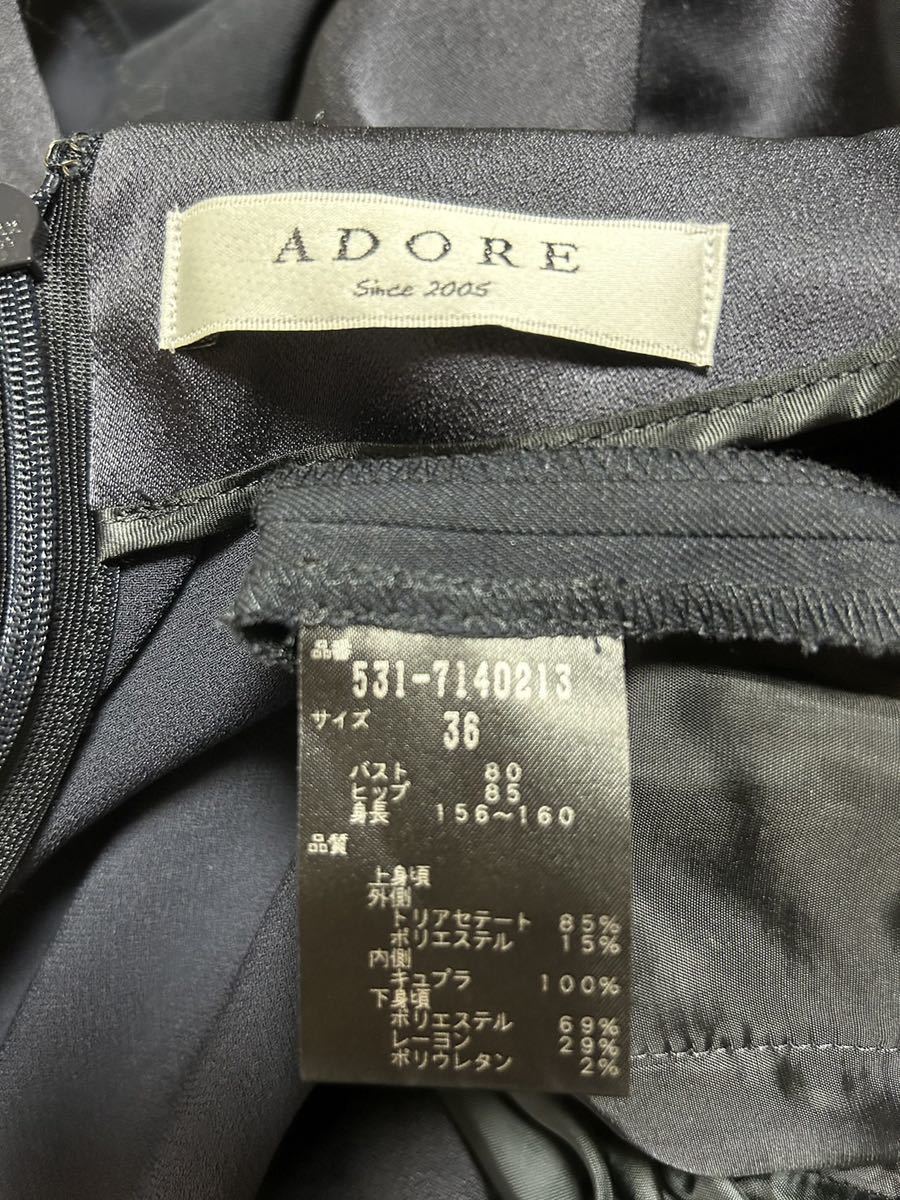 ADORE
Since 2005
品番
531-7140213
サイズ 36
バスト 80
ヒップ 85
身長 156～160
品質
上身頃
外側
トリアセテート 85%
ポリエステル 15%
内側
キュプラ 100%
下身頃
ポリエステル 69%
レーヨン 29%
ポリウレタン 2%